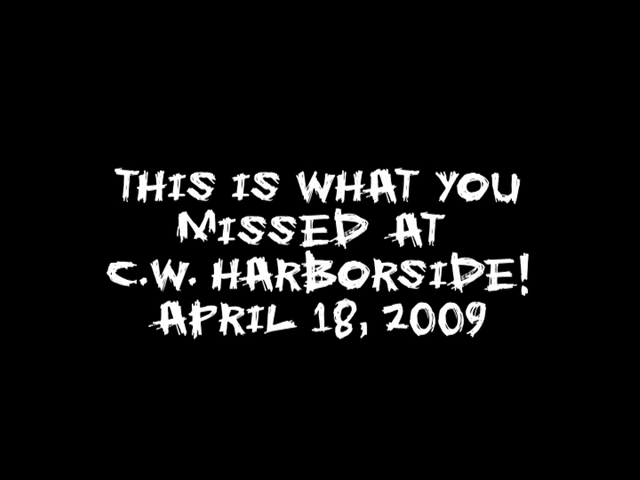 THIS IS WHAT YOU
MISSED AT
C.W. HARBORSIDE!
APRIL 18, 2009